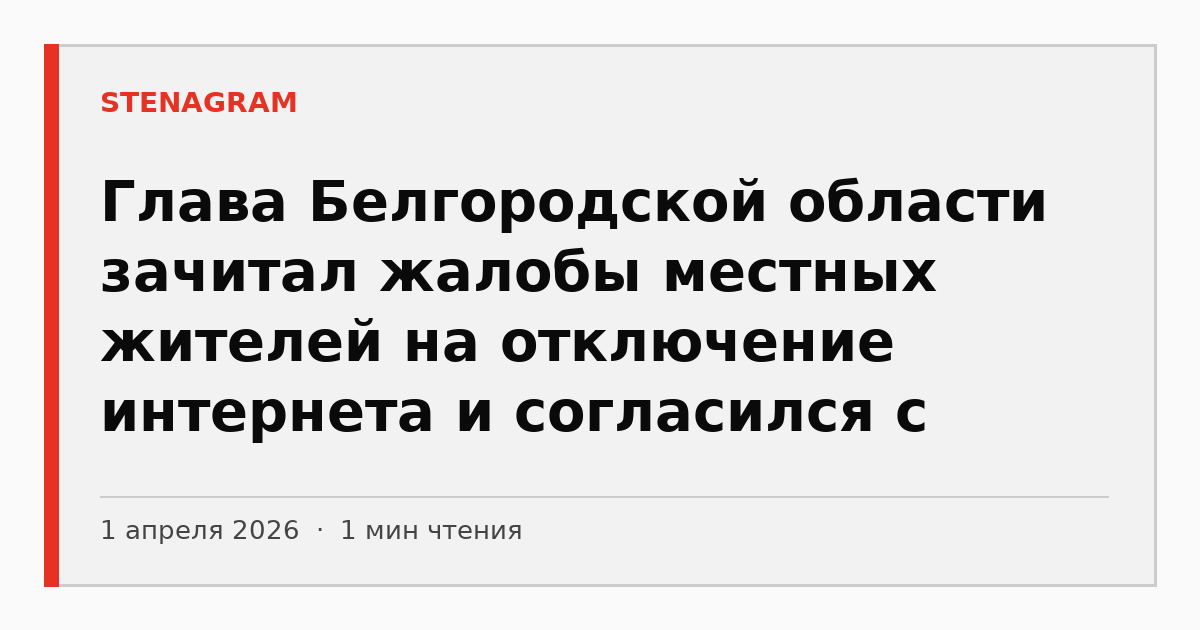 STENAGRAM
Глава Белгородской области
зачитал жалобы местных
жителей на отключение
интернета и согласился с
1 апреля 2026 · 1 мин чтения